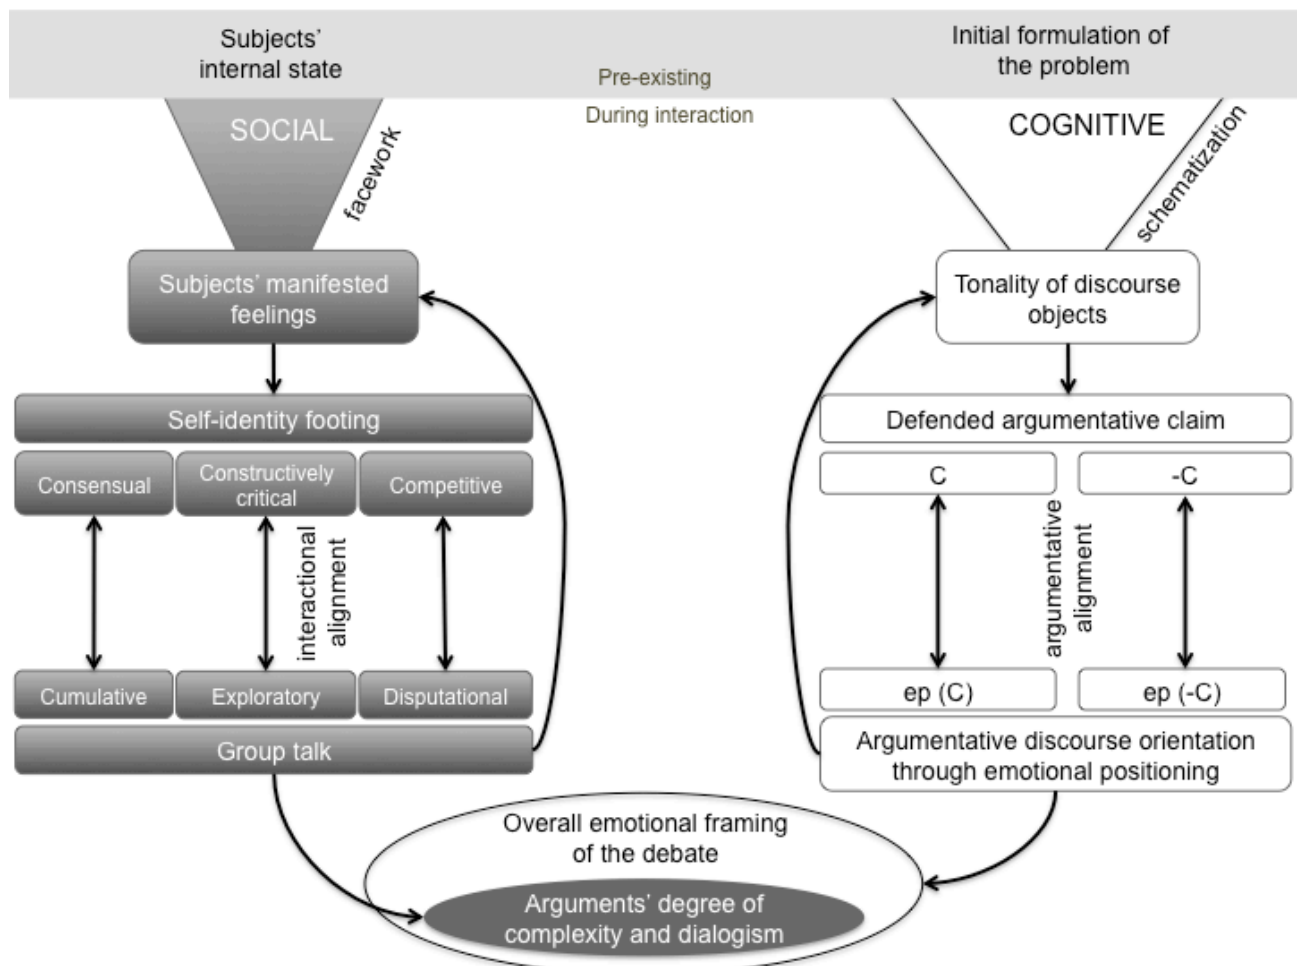 Subjects'
internal state
Initial formulation of
the problem
Pre-existing
During interaction
SOCIAL
facework
COGNITIVE
schematization
Subjects' manifested
feelings
Tonality of discourse
objects
Self-identity footing
Defended argumentative claim
Consensual
Constructively
critical
Competitive
C
-C
interactional
alignment
argumentative
alignment
Cumulative
Exploratory
Disputational
ep (C)
ep (-C)
Group talk
Argumentative discourse orientation
through emotional positioning
Overall emotional framing
of the debate
Arguments' degree of
complexity and dialogism